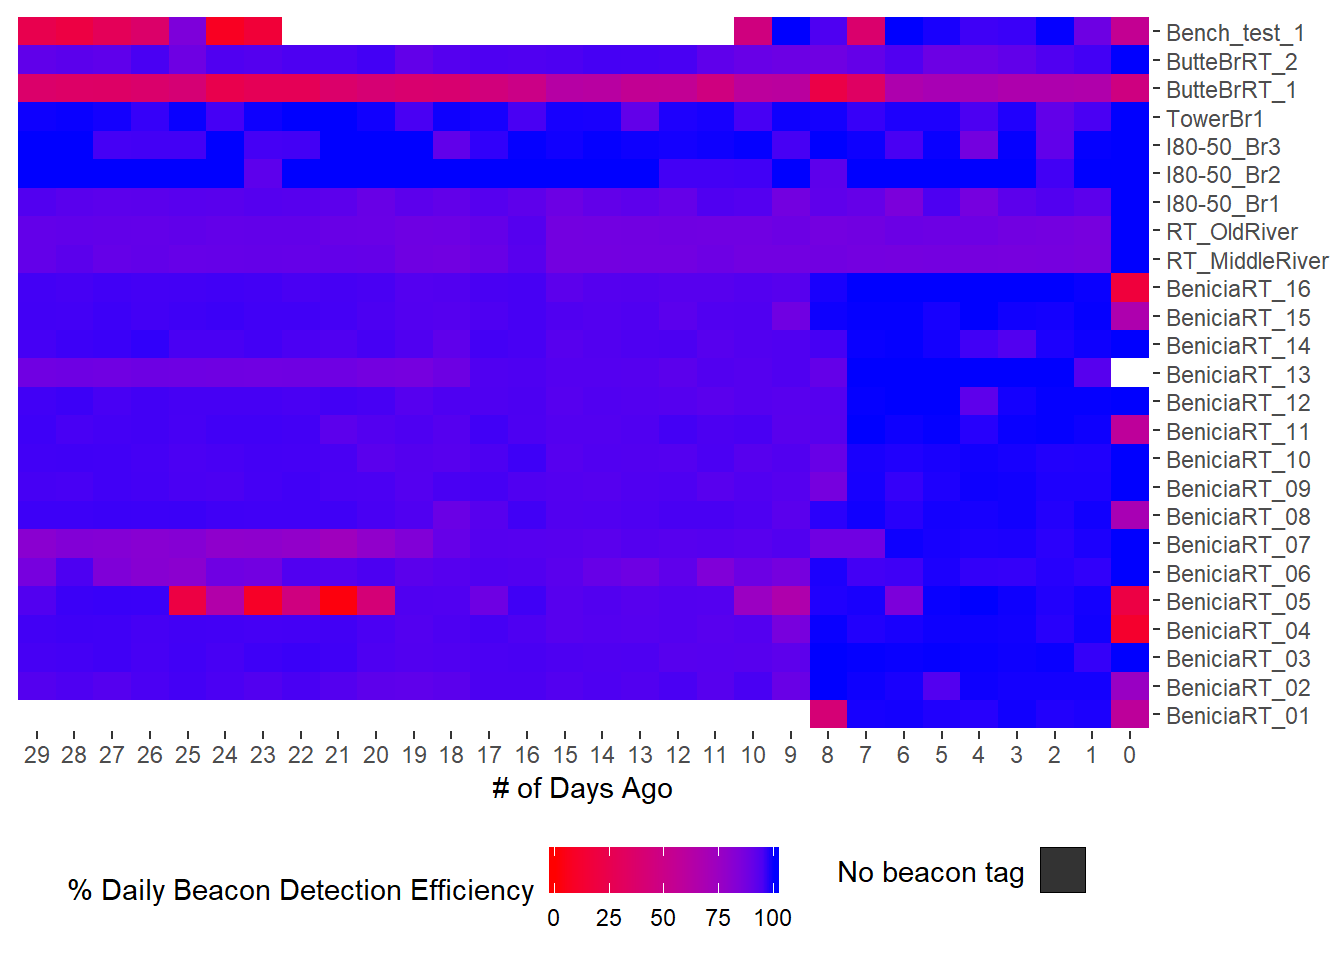 Bench_test_1
ButteBrRT_2
ButteBrRT_1
TowerBr1
I80-50_Br3
I80-50_Br2
I80-50_Br1
RT_OldRiver
RT_MiddleRiver
BeniciaRT_16
BeniciaRT_15
BeniciaRT_14
BeniciaRT_13
BeniciaRT_12
BeniciaRT_11
BeniciaRT_10
BeniciaRT_09
BeniciaRT_08
BeniciaRT_07
BeniciaRT_06
BeniciaRT_05
BeniciaRT_04
BeniciaRT_03
BeniciaRT_02
BeniciaRT_01
29 28 27 26 25 24 23 22 21 20 19 18 17 16 15 14 13 12 11 10 9 8 7 6 5 4 3 2 1 0
# of Days Ago
% Daily Beacon Detection Efficiency
0 25 50 75 100
No beacon tag